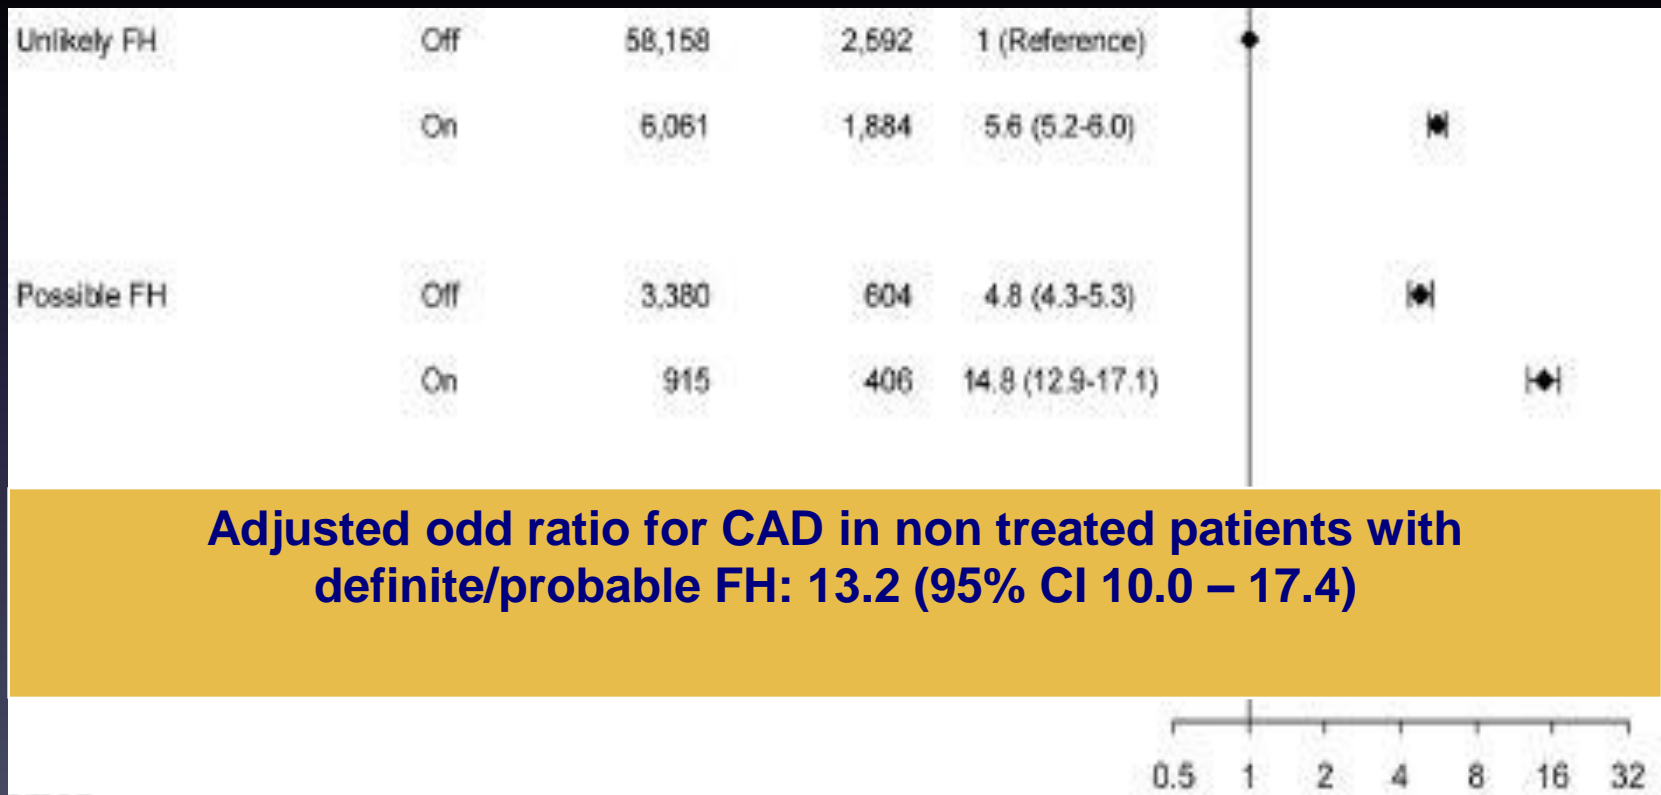 Unlikely FH Off 58,158 2,592 1 (Reference)
On 6,061 1,884 5.6 (5.2-6.0)
Possible FH Off 3,380 604 4.8 (4.3-5.3)
On 915 406 14.8 (12.9-17.1)
Adjusted odd ratio for CAD in non treated patients with
definite/probable FH: 13.2 (95% CI 10.0 – 17.4)
0.5 1 2 4 8 16 32